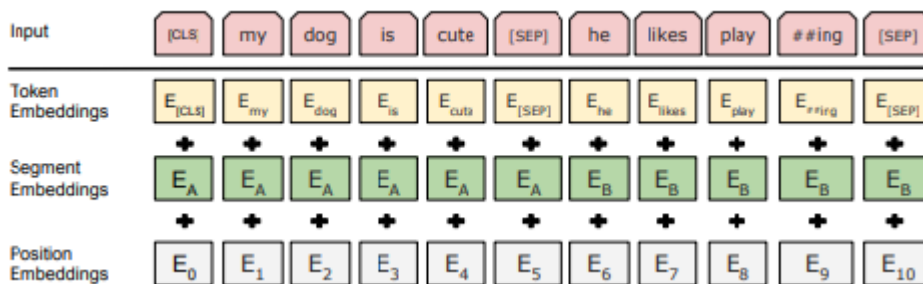 Input [CLS] my dog is cute [SEP] he likes play ##ing [SEP]
Token
Embeddings
E[CLS] Emy Edog Eis Ecute E[SEP] Ehe Elikes Eplay E##ing E[SEP]
Segment
Embeddings
EA EA EA EA EA EA EB EB EB EB EB
Position
Embeddings
E0 E1 E2 E3 E4 E5 E6 E7 E8 E9 E10